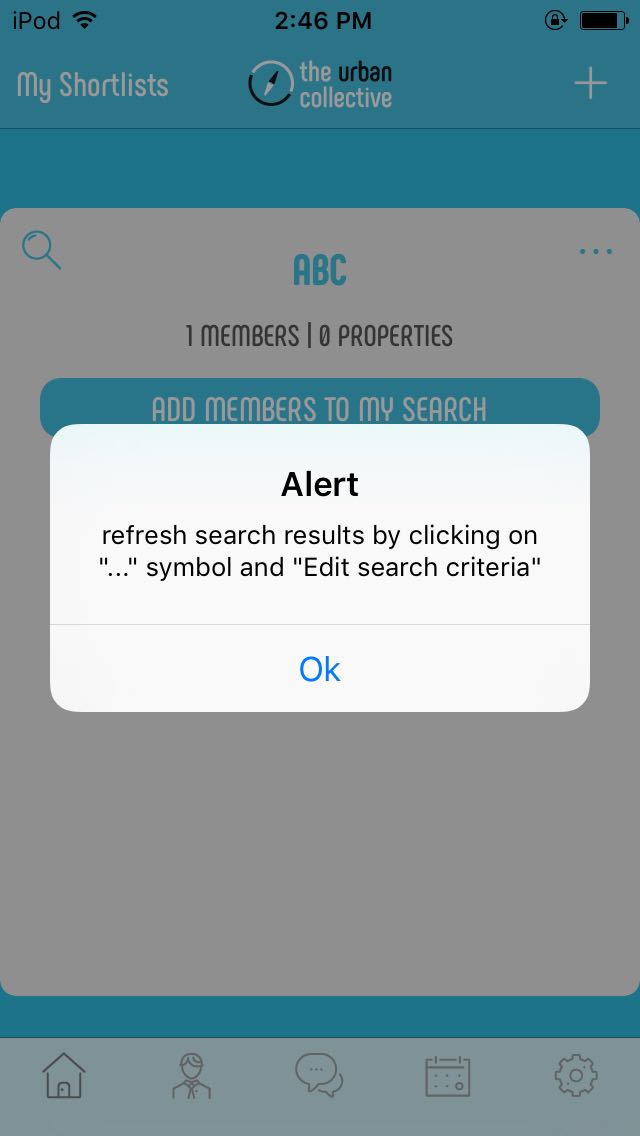 iPod 2:46 PM
My Shortlists
the urban
collective
ABC
1 MEMBERS | 0 PROPERTIES
ADD MEMBERS TO MY SEARCH
Alert
refresh search results by clicking on
"..." symbol and "Edit search criteria"
Ok